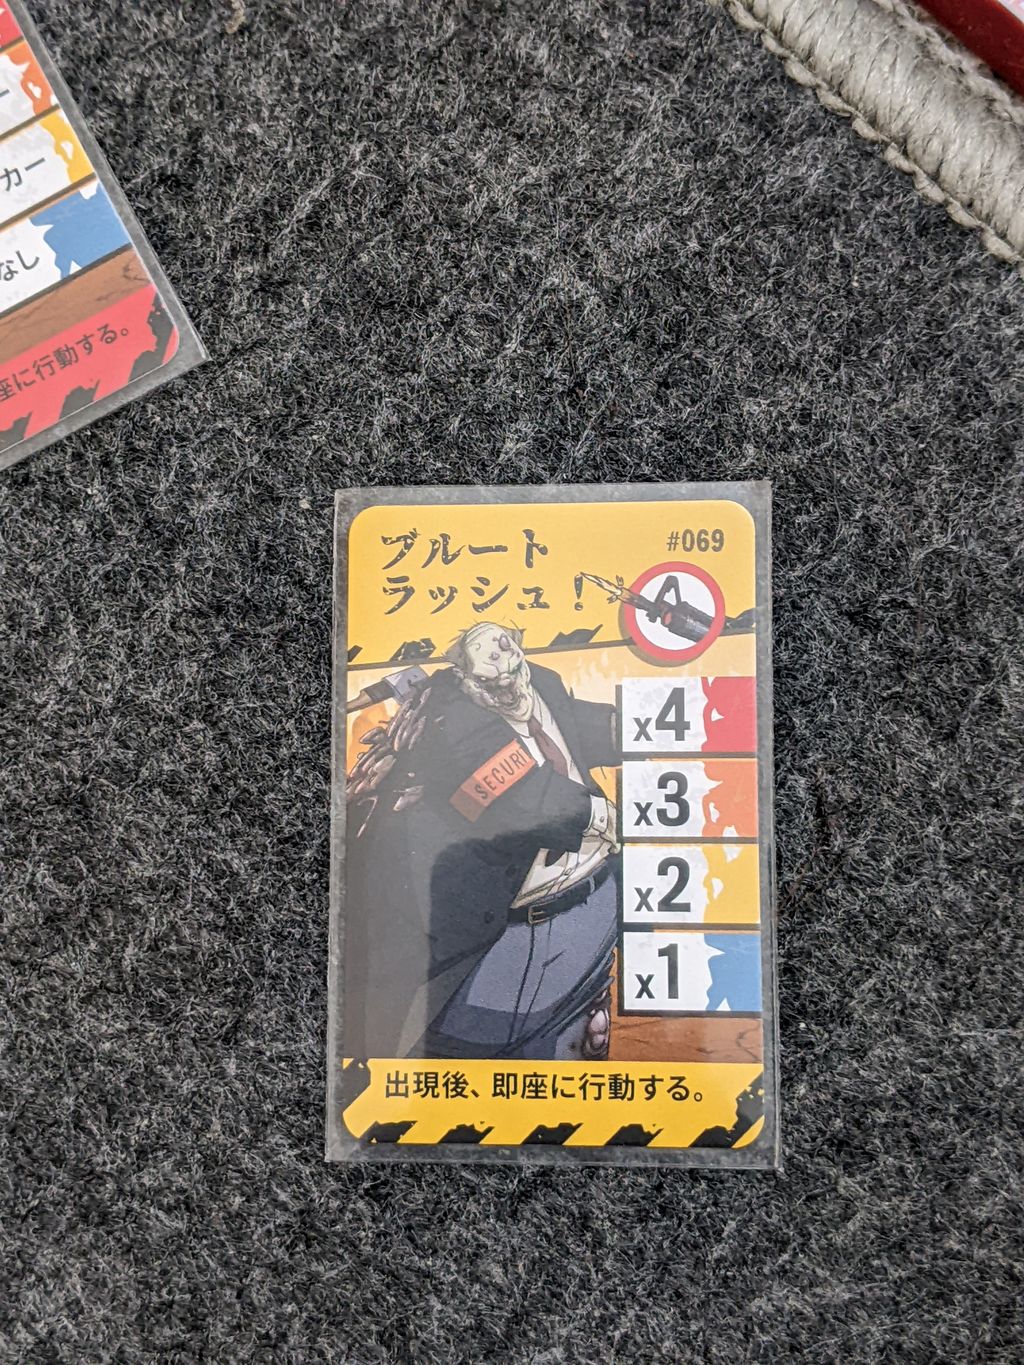 カー
なし
座に行動する。
ブルート
#069
ラッシュ！
x4
SECURI
x3
x2
x1
出現後、即座に行動する。